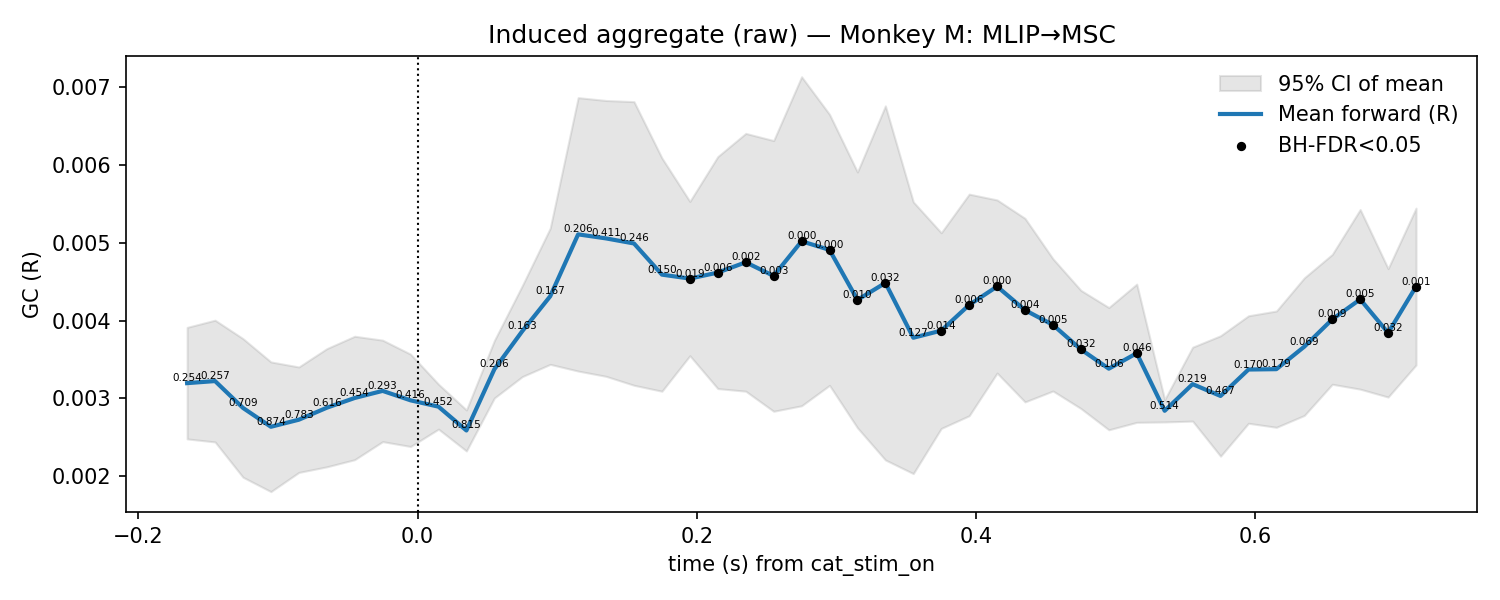 Induced aggregate (raw) — Monkey M: MLIP→MSC
GC (R)
0.007
0.006
0.005
0.004
0.003
0.002
95% CI of mean
Mean forward (R)
BH-FDR<0.05
0.254 0.257 0.709 0.874 0.783 0.616 0.454 0.293 0.416 0.452 0.815 0.206 0.163 0.167 0.206 0.411 0.246 0.150 0.019 0.006 0.002 0.003 0.000 0.000 0.010 0.032 0.127 0.014 0.006 0.000 0.004 0.005 0.032 0.106 0.046 0.514 0.219 0.467 0.170 0.179 0.069 0.009 0.005 0.032 0.001
−0.2 0.0 0.2 0.4 0.6
time (s) from cat_stim_on